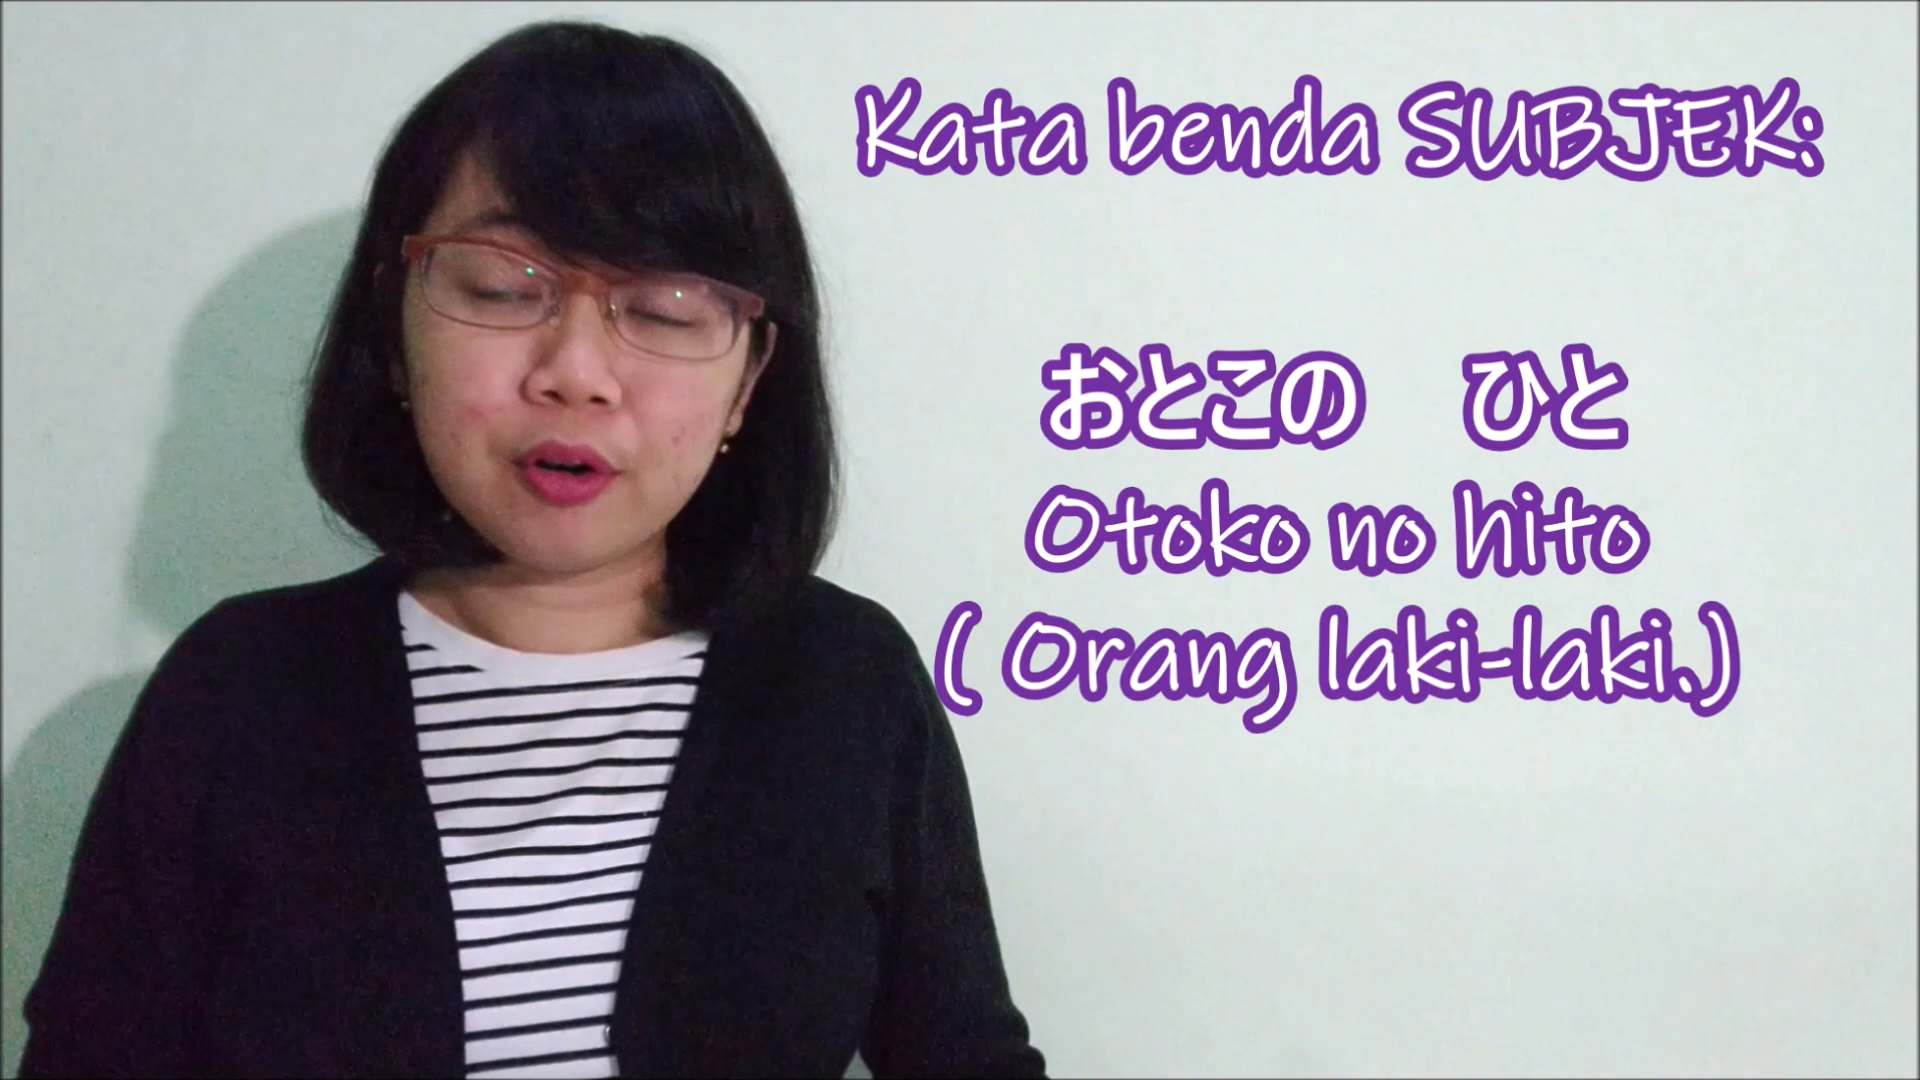 Kata benda SUBJEK:
おとこの　ひと
Otoko no hito
( Orang laki-laki.)